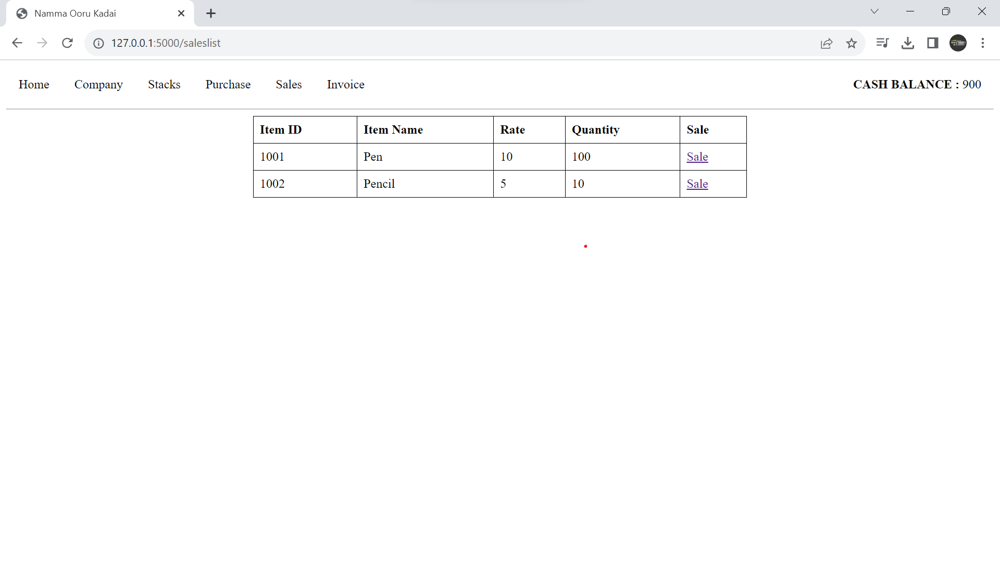 Namma Ooru Kadai
127.0.0.1:5000/saleslist
Home Company Stacks Purchase Sales Invoice CASH BALANCE : 900
Item ID Item Name Rate Quantity Sale
1001 Pen 10 100 Sale
1002 Pencil 5 10 Sale